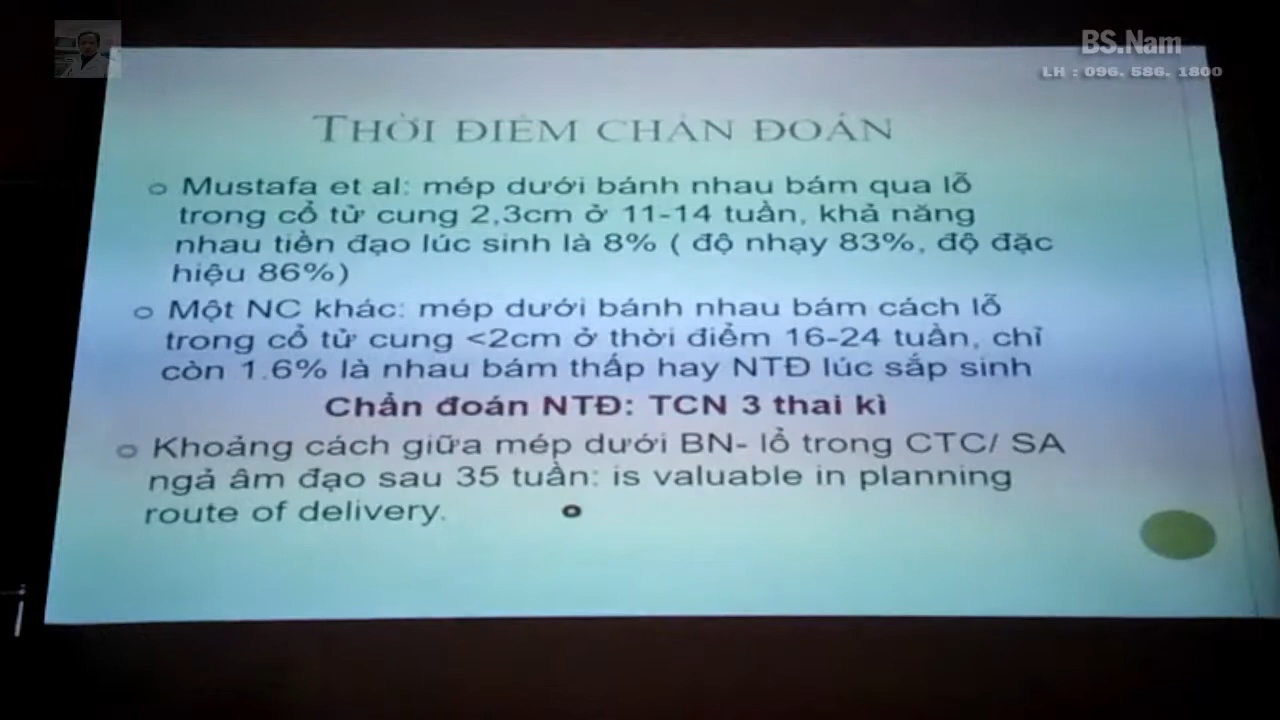 BS.Nam
LH : 096. 586. 1800
THỜI ĐIỂM CHẨN ĐOÁN
Mustafa et al: mép dưới bánh nhau bám qua lỗ
trong cổ tử cung 2,3cm ở 11-14 tuần, khả năng
nhau tiền đạo lúc sinh là 8% ( độ nhạy 83%, độ đặc
hiệu 86%)
Một NC khác: mép dưới bánh nhau bám cách lỗ
trong cổ tử cung <2cm ở thời điểm 16-24 tuần, chỉ
còn 1.6% là nhau bám thấp hay NTĐ lúc sắp sinh
Chẩn đoán NTĐ: TCN 3 thai kì
Khoảng cách giữa mép dưới BN- lổ trong CTC/ SA
ngả âm đạo sau 35 tuần: is valuable in planning
route of delivery.